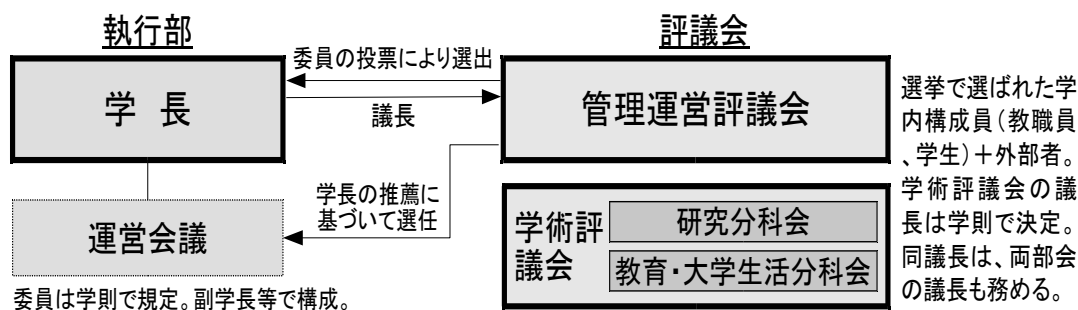 執行部
評議会
委員の投票により選出
学 長
議長
管理運営評議会
学長の推薦に
基づいて選任
運営会議
学術評
議会
研究分科会
教育・大学生活分科会
委員は学則で規定。副学長等で構成。
選挙で選ばれた学
内構成員（教職員
、学生）＋外部者。
学術評議会の議
長は学則で決定。
同議長は、両部会
の議長も務める。